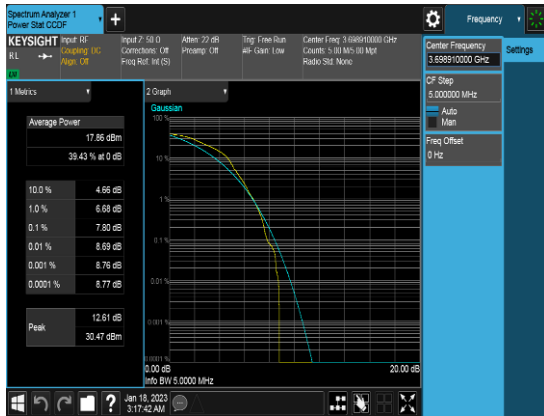 Spectrum Analyzer 1
Power Stat CCDF
Frequency
KEYSIGHT
RL
Input: RF
Coupling: DC
Align: Off
Input Z: 50 Ω
Corrections: Off
Freq Ref: Int (S)
Atten: 22 dB
Preamp: Off
Trig: Free Run
#IF Gain: Low
Center Freq: 3.698910000 GHz
Counts: 5.00 M/5.00 Mpt
Radio Std: None
Center Frequency
3.698910000 GHz
Settings
CF Step
5.000000 MHz
Auto
Man
Freq Offset
0 Hz
1 Metrics
Average Power
17.86 dBm
39.43 % at 0 dB
10.0 % 4.66 dB
1.0 % 6.68 dB
0.1 % 7.80 dB
0.01 % 8.69 dB
0.001 % 8.76 dB
0.0001 % 8.77 dB
Peak
12.61 dB
30.47 dBm
2 Graph
Gaussian
100 %
10 %
1 %
0.1 %
0.01 %
0.001 %
0.0001 %
0.00 dB
20.00 dB
Info BW 5.0000 MHz
?
Jan 18, 2023
3:17:42 AM